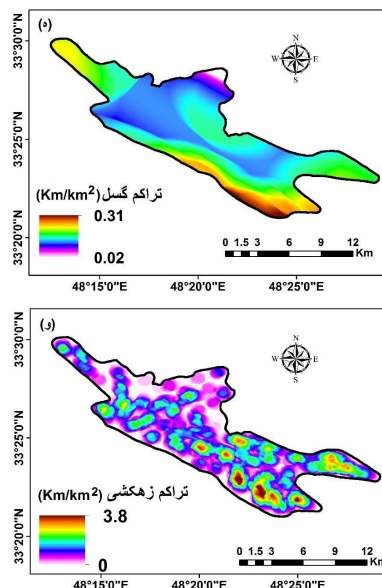 (ه)
N
W
E
S
33°30'0"N
33°25'0"N
33°20'0"N
تراکم گسل (Km/km²)
0.31
0.02
0 1.5 3 6 9 12
Km
48°15'0"E 48°20'0"E 48°25'0"E
(و)
N
W
E
S
33°30'0"N
33°25'0"N
33°20'0"N
تراکم زهکشی (Km/km²)
3.8
0
0 1.5 3 6 9 12
Km
48°15'0"E 48°20'0"E 48°25'0"E